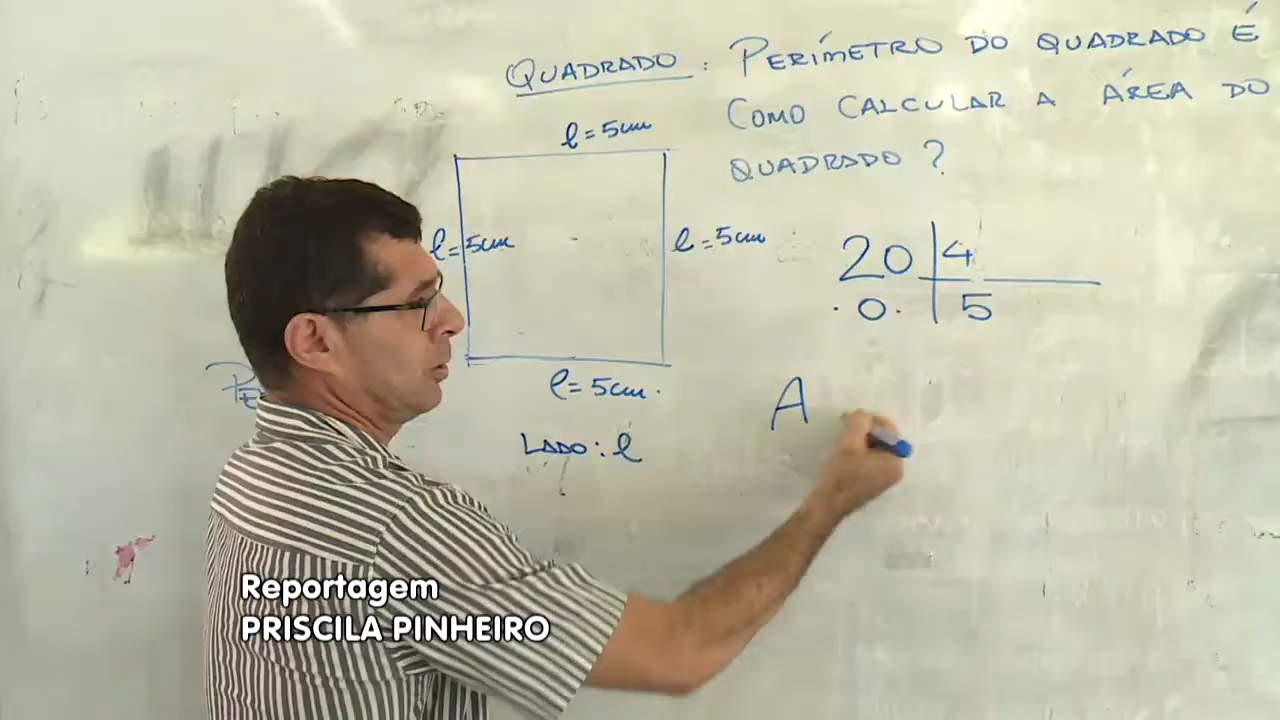 QUADRADO : PERÍMETRO DO QUADRADO É
COMO CALCULAR A ÁREA DO
QUADRADO ?
l = 5cm
l = 5cm
l = 5cm
20 4
.0. 5
l = 5cm.
A
LADO : l
Reportagem
PRISCILA PINHEIRO